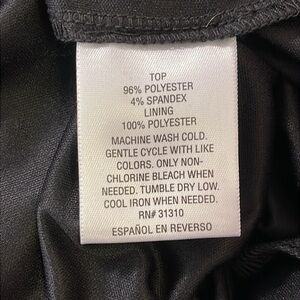 TOP
96% POLYESTER
4% SPANDEX
LINING
100% POLYESTER
MACHINE WASH COLD.
GENTLE CYCLE WITH LIKE
COLORS. ONLY NON-
CHLORINE BLEACH WHEN
NEEDED. TUMBLE DRY LOW.
COOL IRON WHEN NEEDED.
RN# 31310
ESPAÑOL EN REVERSO